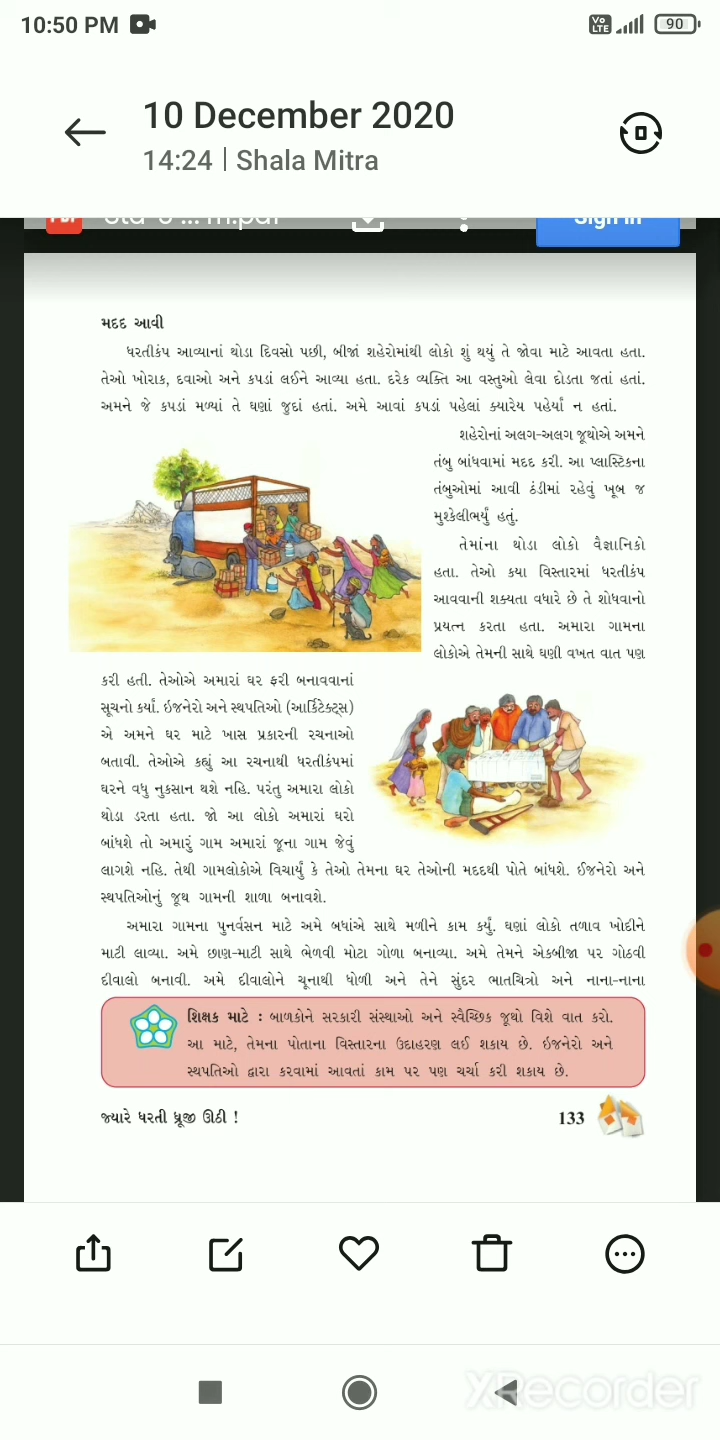 10:50 PM
Vo LTE
90
10 December 2020
14:24 | Shala Mitra
મદદ આવી
ધરતીકંપ આવ્યાનાં થોડા દિવસો પછી, બીજાં શહેરોમાંથી લોકો શું થયું તે જોવા માટે આવતા હતા.
તેઓ ખોરાક, દવાઓ અને કપડાં લઈને આવ્યા હતા. દરેક વ્યક્તિ આ વસ્તુઓ લેવા દોડતા જતાં હતાં.
અમને જે કપડાં મળ્યાં તે ઘણાં જુદાં હતાં. અમે આવાં કપડાં પહેલાં ક્યારેય પહેર્યાં ન હતાં.
શહેરોનાં અલગ-અલગ જૂથોએ અમને
તંબુ બાંધવામાં મદદ કરી. આ પ્લાસ્ટિકના
તંબુઓમાં આવી ઠંડીમાં રહેવું ખૂબ જ
મુશ્કેલીભર્યું હતું.
તેમાંના થોડા લોકો વૈજ્ઞાનિકો
હતા. તેઓ કયા વિસ્તારમાં ધરતીકંપ
આવવાની શક્યતા વધારે છે તે શોધવાનો
પ્રયત્ન કરતા હતા. અમારા ગામના
લોકોએ તેમની સાથે ઘણી વખત વાત પણ
કરી હતી. તેઓએ અમારાં ઘર ફરી બનાવવાનાં
સૂચનો કર્યાં. ઇજનેરો અને સ્થપતિઓ (આર્કિટેક્ટ્સ)
એ અમને ઘર માટે ખાસ પ્રકારની રચનાઓ
બતાવી. તેઓએ કહ્યું આ રચનાથી ધરતીકંપમાં
ઘરને વધુ નુકસાન થશે નહિ. પરંતુ અમારા લોકો
થોડા ડરતા હતા. જો આ લોકો અમારાં ઘરો
બાંધશે તો અમારું ગામ અમારાં જૂના ગામ જેવું
લાગશે નહિ. તેથી ગામલોકોએ વિચાર્યું કે તેઓ તેમના ઘર તેઓની મદદથી પોતે બાંધશે. ઈજનેરો અને
સ્થપતિઓનું જૂથ ગામની શાળા બનાવશે.
અમારા ગામના પુનર્વસન માટે અમે બધાંએ સાથે મળીને કામ કર્યું. ઘણાં લોકો તળાવ ખોદીને
માટી લાવ્યા. અમે છાણ-માટી સાથે ભેળવી મોટા ગોળા બનાવ્યા. અમે તેમને એકબીજા પર ગોઠવી
દીવાલો બનાવી. અમે દીવાલોને ચૂનાથી ધોળી અને તેને સુંદર ભાતચિત્રો અને નાના-નાના
શિક્ષક માટે : બાળકોને સરકારી સંસ્થાઓ અને સ્વૈચ્છિક જૂથો વિશે વાત કરો.
આ માટે, તેમના પોતાના વિસ્તારના ઉદાહરણ લઈ શકાય છે. ઇજનેરો અને
સ્થપતિઓ દ્વારા કરવામાં આવતાં કામ પર પણ ચર્ચા કરી શકાય છે.
જ્યારે ધરતી ધ્રૂજી ઊઠી !
133
XRecorder